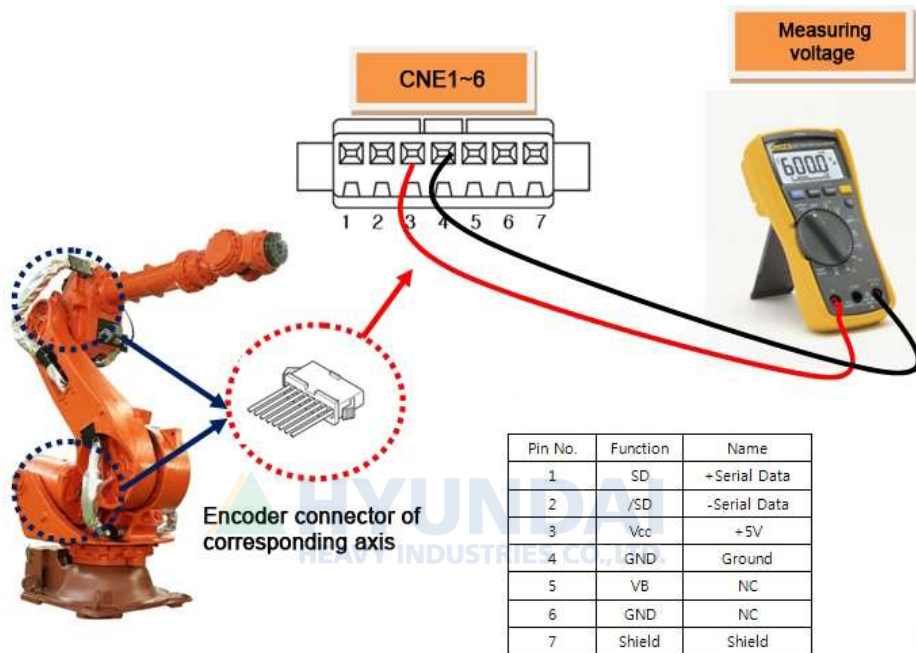 Measuring
voltage
CNE1~6
600.0
1 2 3 4 5 6 7
Encoder connector of
corresponding axis
HYUNDAI
HEAVY INDUSTRIES CO.,LTD.
Pin No. Function Name
1 SD +Serial Data
2 /SD -Serial Data
3 Vcc +5V
4 GND Ground
5 VB NC
6 GND NC
7 Shield Shield